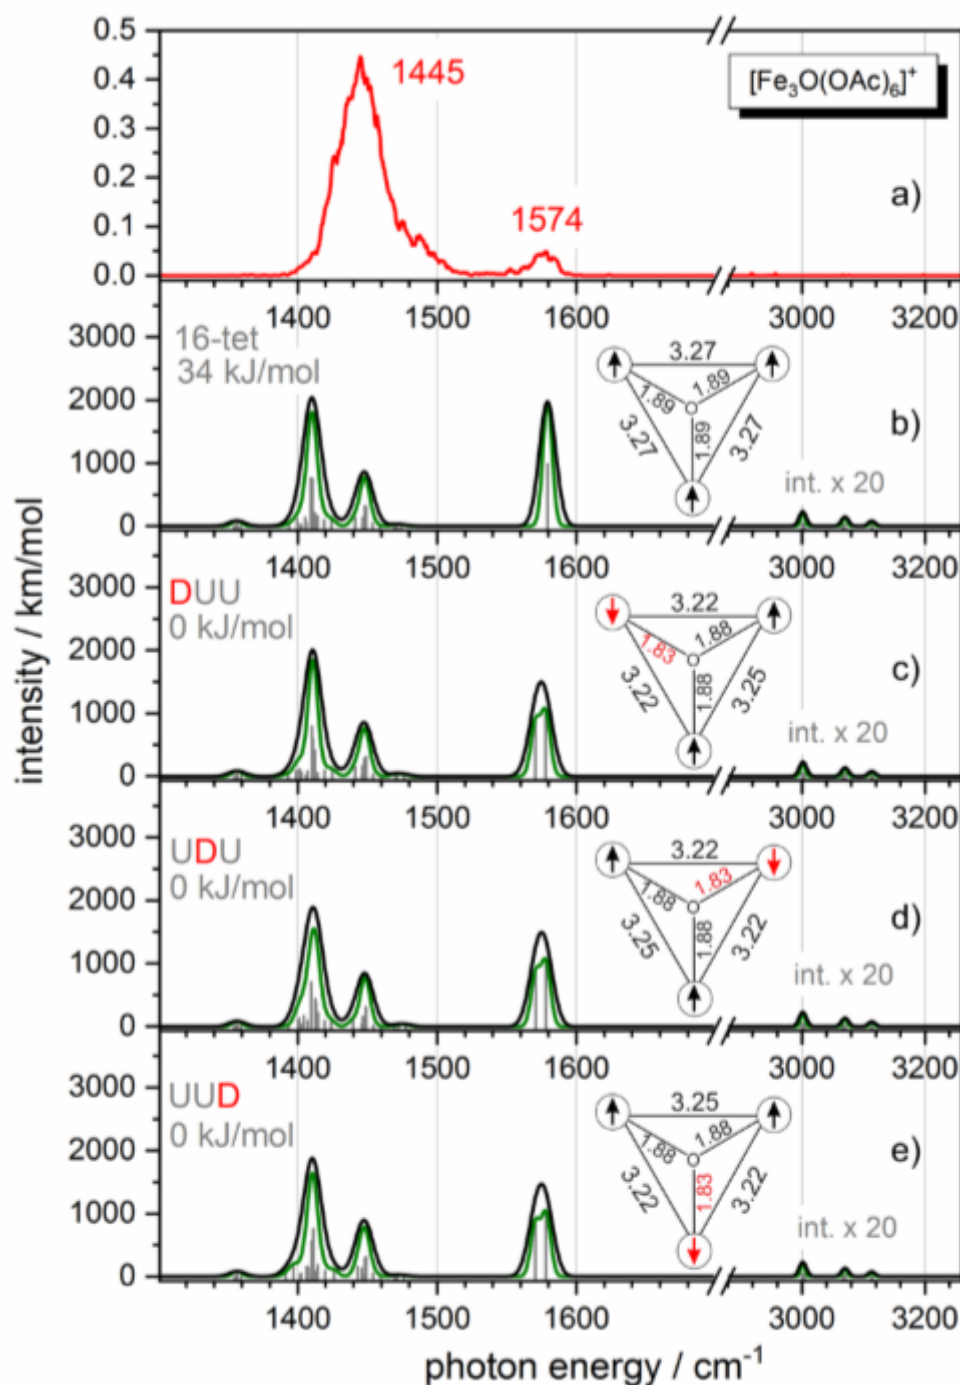 0.5
0.4
0.3
0.2
0.1
0.0
1445
1574
[Fe₃O(OAc)₆]⁺
a)
1400 1500 1600 3000 3200
3000
2000
1000
0
16-tet
34 kJ/mol
3.27
1.89 1.89
1.89
3.27 3.27
O
int. x 20
b)
1400 1500 1600 3000 3200
3000
2000
1000
0
DUU
0 kJ/mol
3.22
1.83 1.88
1.88
3.22 3.25
O
int. x 20
c)
1400 1500 1600 3000 3200
3000
2000
1000
0
UDU
0 kJ/mol
3.22
1.88 1.83
1.88
3.25 3.22
O
int. x 20
d)
1400 1500 1600 3000 3200
3000
2000
1000
0
UUD
0 kJ/mol
3.25
1.88 1.88
1.83
3.22 3.22
O
int. x 20
e)
1400 1500 1600 3000 3200
intensity / km/mol
photon energy / cm⁻¹